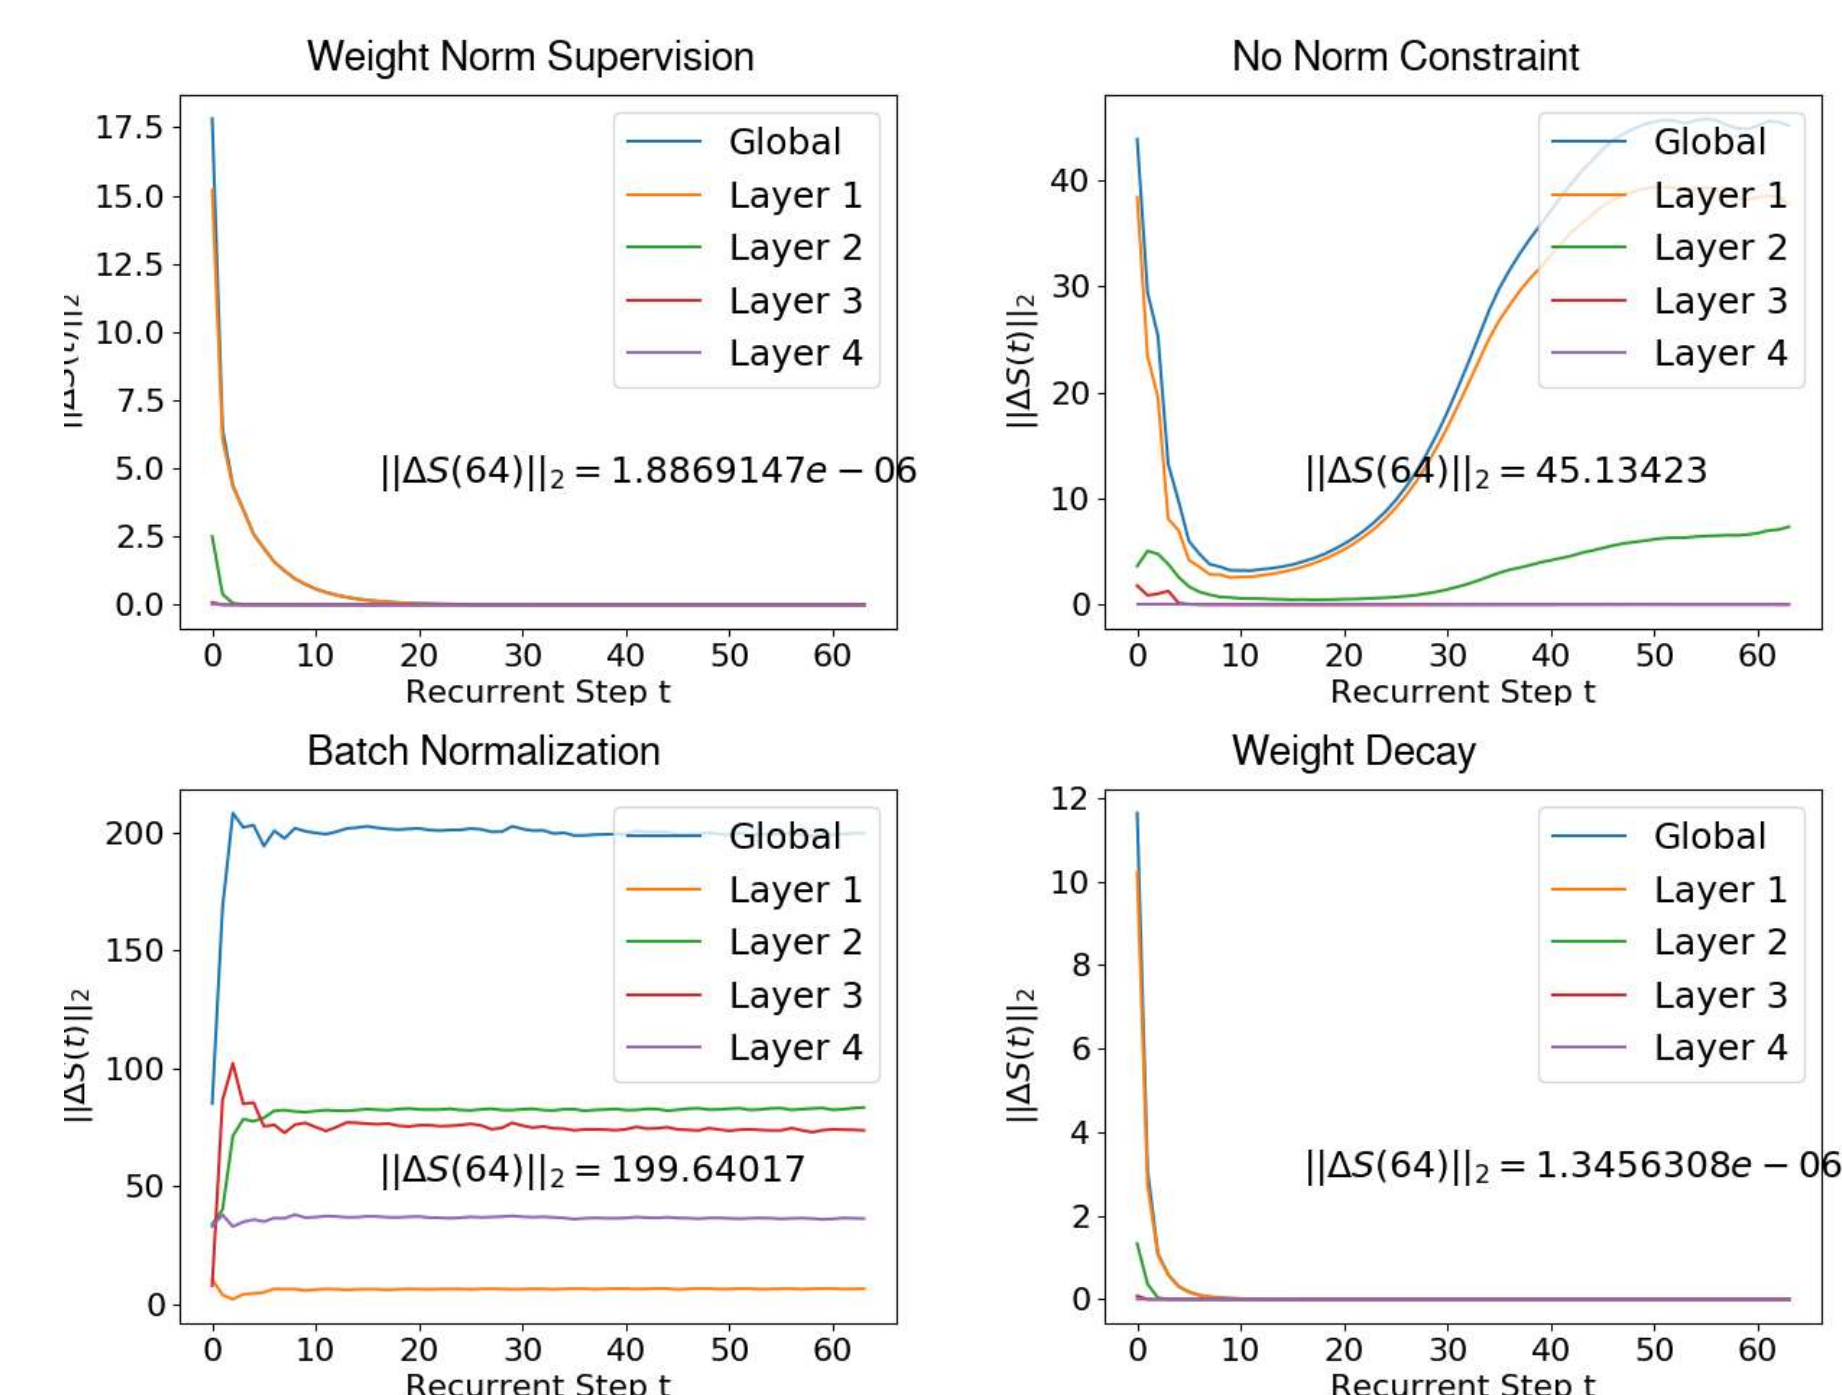 Weight Norm Supervision
17.5
15.0
12.5
10.0
7.5
5.0
2.5
0.0
||ΔS(t)||₂
Global
Layer 1
Layer 2
Layer 3
Layer 4
||ΔS(64)||₂ = 1.8869147e − 06
0 10 20 30 40 50 60
Recurrent Step t
No Norm Constraint
40
30
20
10
0
||ΔS(t)||₂
Global
Layer 1
Layer 2
Layer 3
Layer 4
||ΔS(64)||₂ = 45.13423
0 10 20 30 40 50 60
Recurrent Step t
Batch Normalization
200
150
100
50
0
||ΔS(t)||₂
Global
Layer 1
Layer 2
Layer 3
Layer 4
||ΔS(64)||₂ = 199.64017
0 10 20 30 40 50 60
Recurrent Step t
Weight Decay
12
10
8
6
4
2
0
||ΔS(t)||₂
Global
Layer 1
Layer 2
Layer 3
Layer 4
||ΔS(64)||₂ = 1.3456308e − 06
0 10 20 30 40 50 60
Recurrent Step t